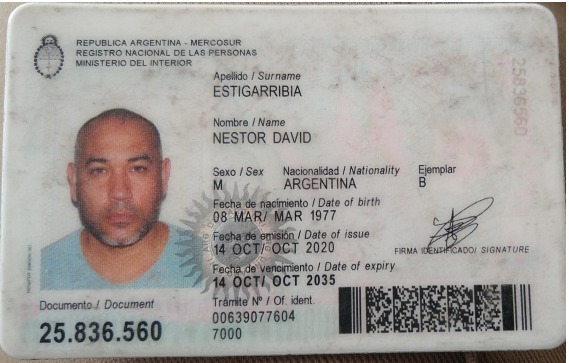 REPUBLICA ARGENTINA - MERCOSUR
REGISTRO NACIONAL DE LAS PERSONAS
MINISTERIO DEL INTERIOR
Apellido / Surname
ESTIGARRIBIA
Nombre / Name
NESTOR DAVID
Sexo / Sex Nacionalidad / Nationality Ejemplar
M ARGENTINA B
Fecha de nacimiento / Date of birth
08 MAR/ MAR 1977
Fecha de emisión / Date of issue
14 OCT/ OCT 2020
FIRMA IDENTIFICADO/ SIGNATURE
Fecha de vencimiento / Date of expiry
14 OCT/ OCT 2035
Documento / Document
25.836.560
Trámite Nº / Of. ident.
00639077604
7000
25836560